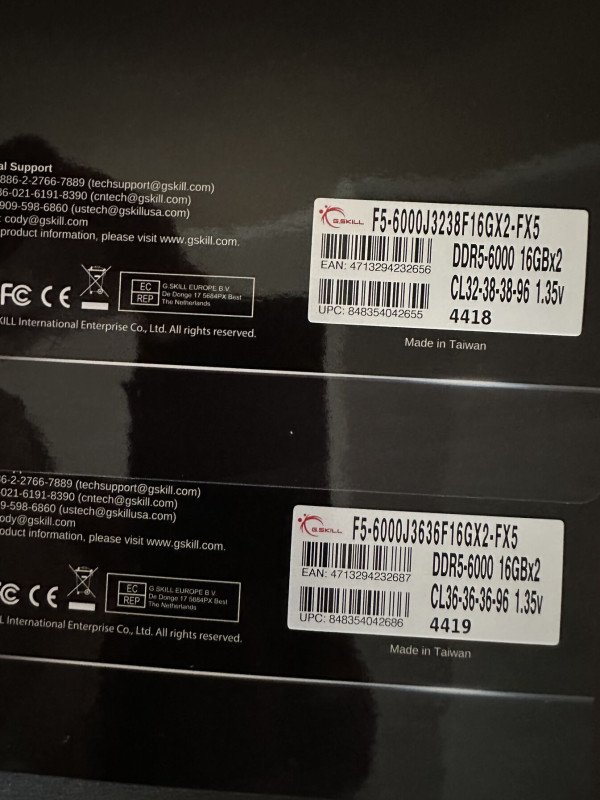 al Support
886-2-2766-7889 (techsupport@gskill.com)
86-021-6191-8390 (cntech@gskill.com)
909-598-6860 (ustech@gskillusa.com)
: cody@gskill.com
product information, please visit www.gskill.com.
FC CE
EC REP
G.SKILL EUROPE B.V.
De Donge 17 5684PX Best
The Netherlands
SKILL International Enterprise Co., Ltd. All rights reserved.
G.SKILL
F5-6000J3238F16GX2-FX5
DDR5-6000 16GBx2
EAN: 4713294232656
CL32-38-38-96 1.35v
UPC: 848354042655
4418
Made in Taiwan
6-2-2766-7889 (techsupport@gskill.com)
-021-6191-8390 (cntech@gskill.com)
9-598-6860 (ustech@gskillusa.com)
ody@gskill.com
oduct information, please visit www.gskill.com.
C CE
EC REP
G.SKILL EUROPE B.V.
De Donge 17 5684PX Best
The Netherlands
L International Enterprise Co., Ltd. All rights reserved.
G.SKILL
F5-6000J3636F16GX2-FX5
DDR5-6000 16GBx2
EAN: 4713294232687
CL36-36-36-96 1.35v
UPC: 848354042686
4419
Made in Taiwan